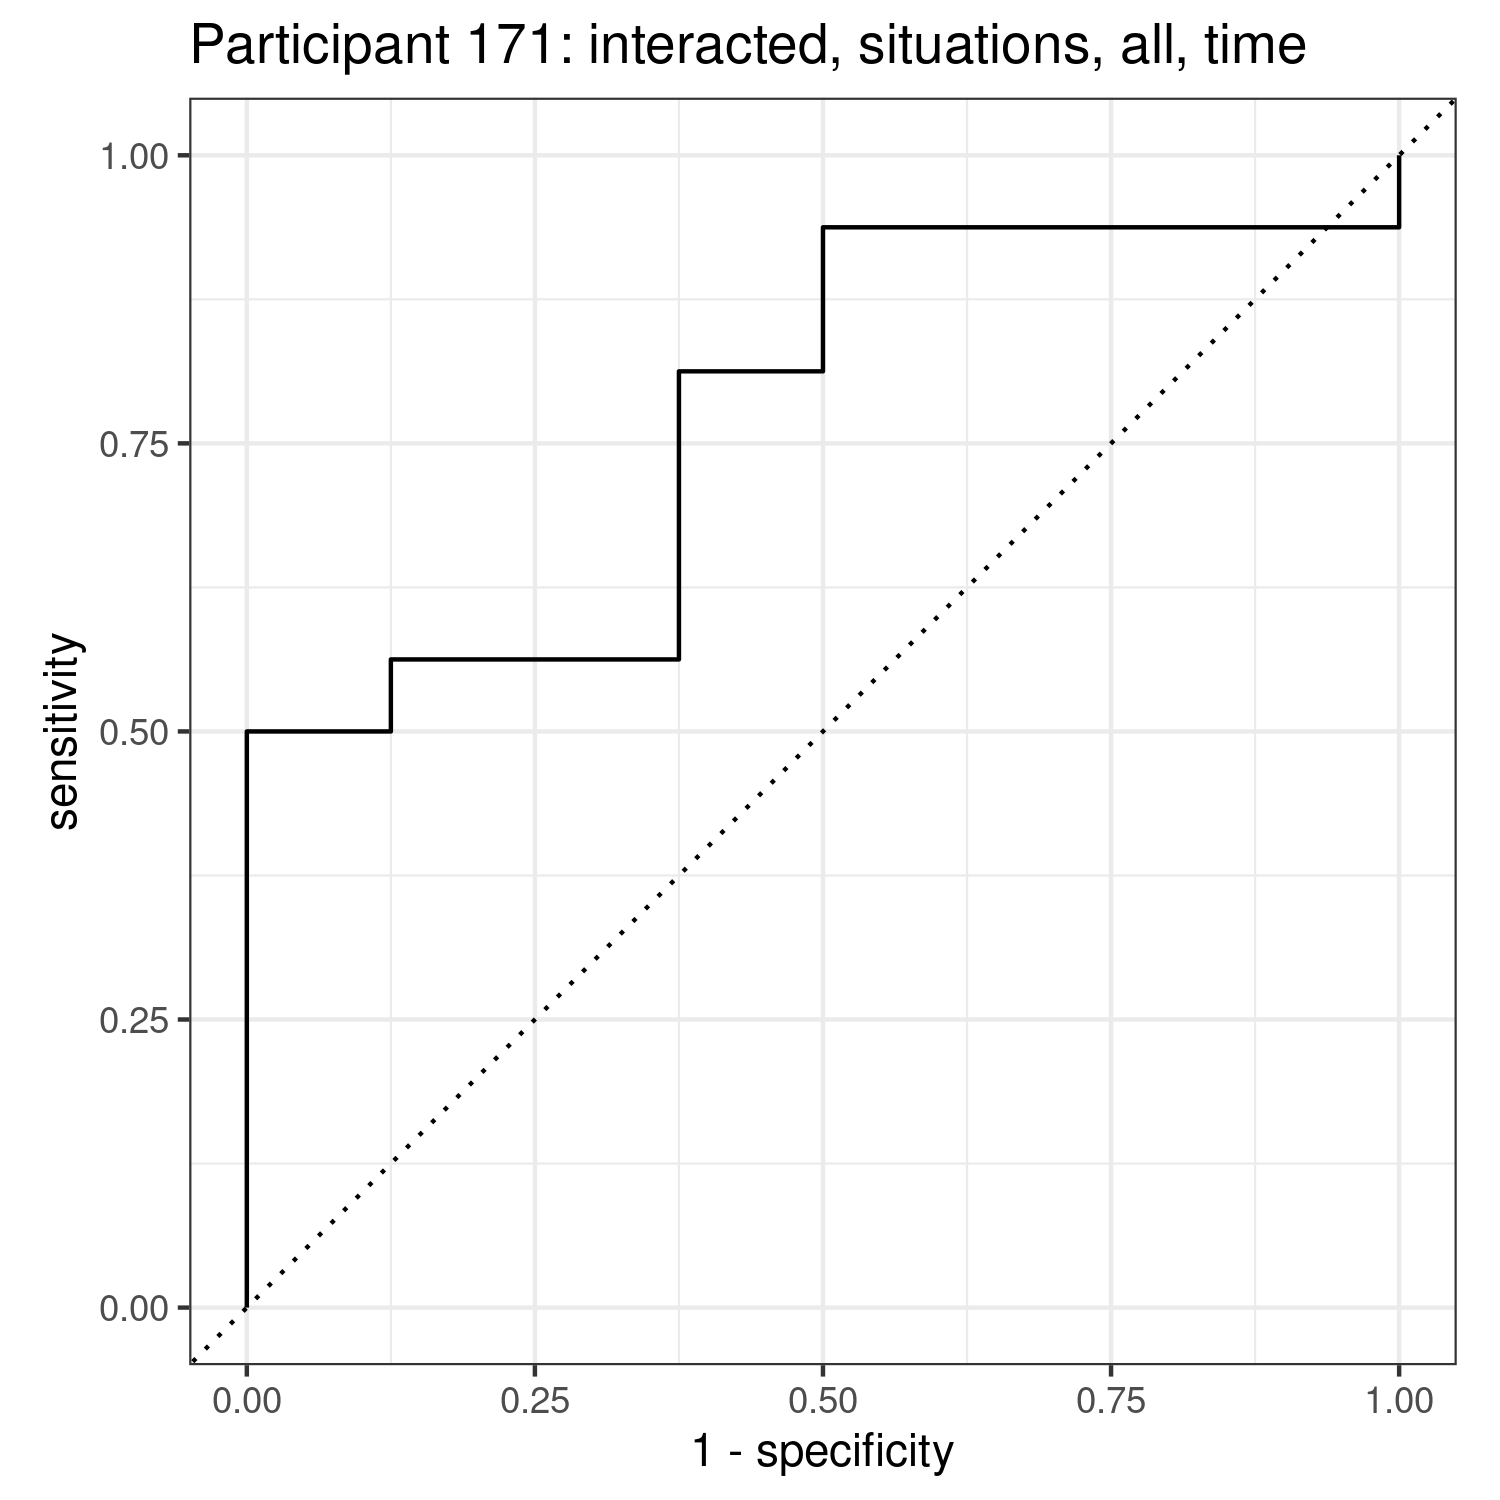 Participant 171: interacted, situations, all, time
1.00
0.75
0.50
0.25
0.00
sensitivity
0.00 0.25 0.50 0.75 1.00
1 - specificity